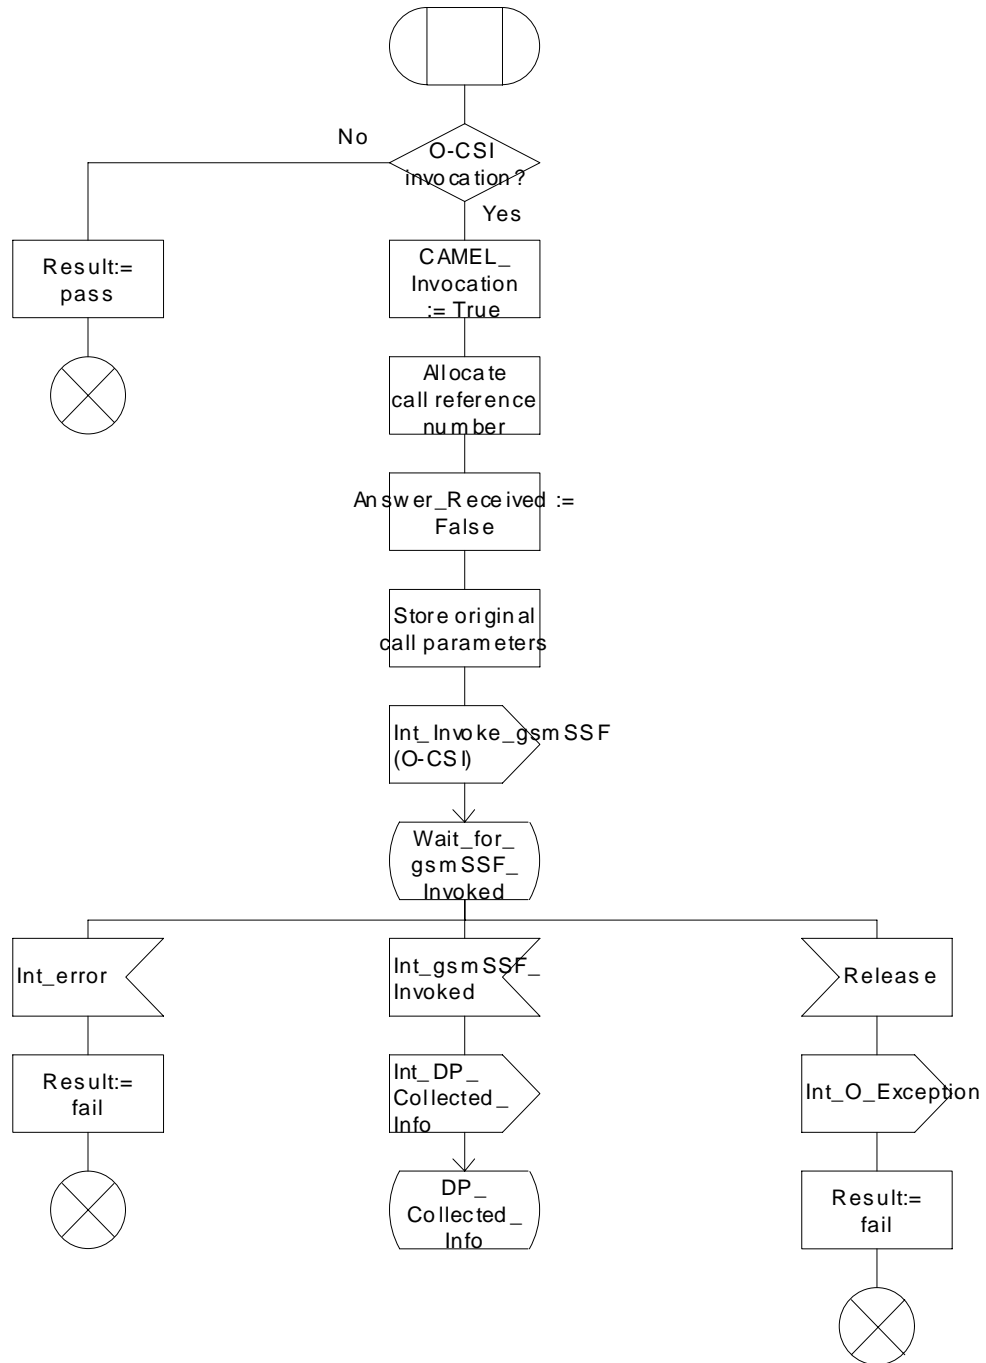 No
O-CSI
invocation?
Yes
Result:=
pass
CAMEL_
Invocation
:= True
Allocate
call reference
number
Answer_Received :=
False
Store original
call parameters
Int_Invoke_gsmSSF
(O-CSI)
Wait_for_
gsmSSF_
Invoked
Int_error
Int_gsmSSF_
Invoked
Release
Result:=
fail
Int_DP_
Collected_
Info
Int_O_Exception
DP_
Collected_
Info
Result:=
fail